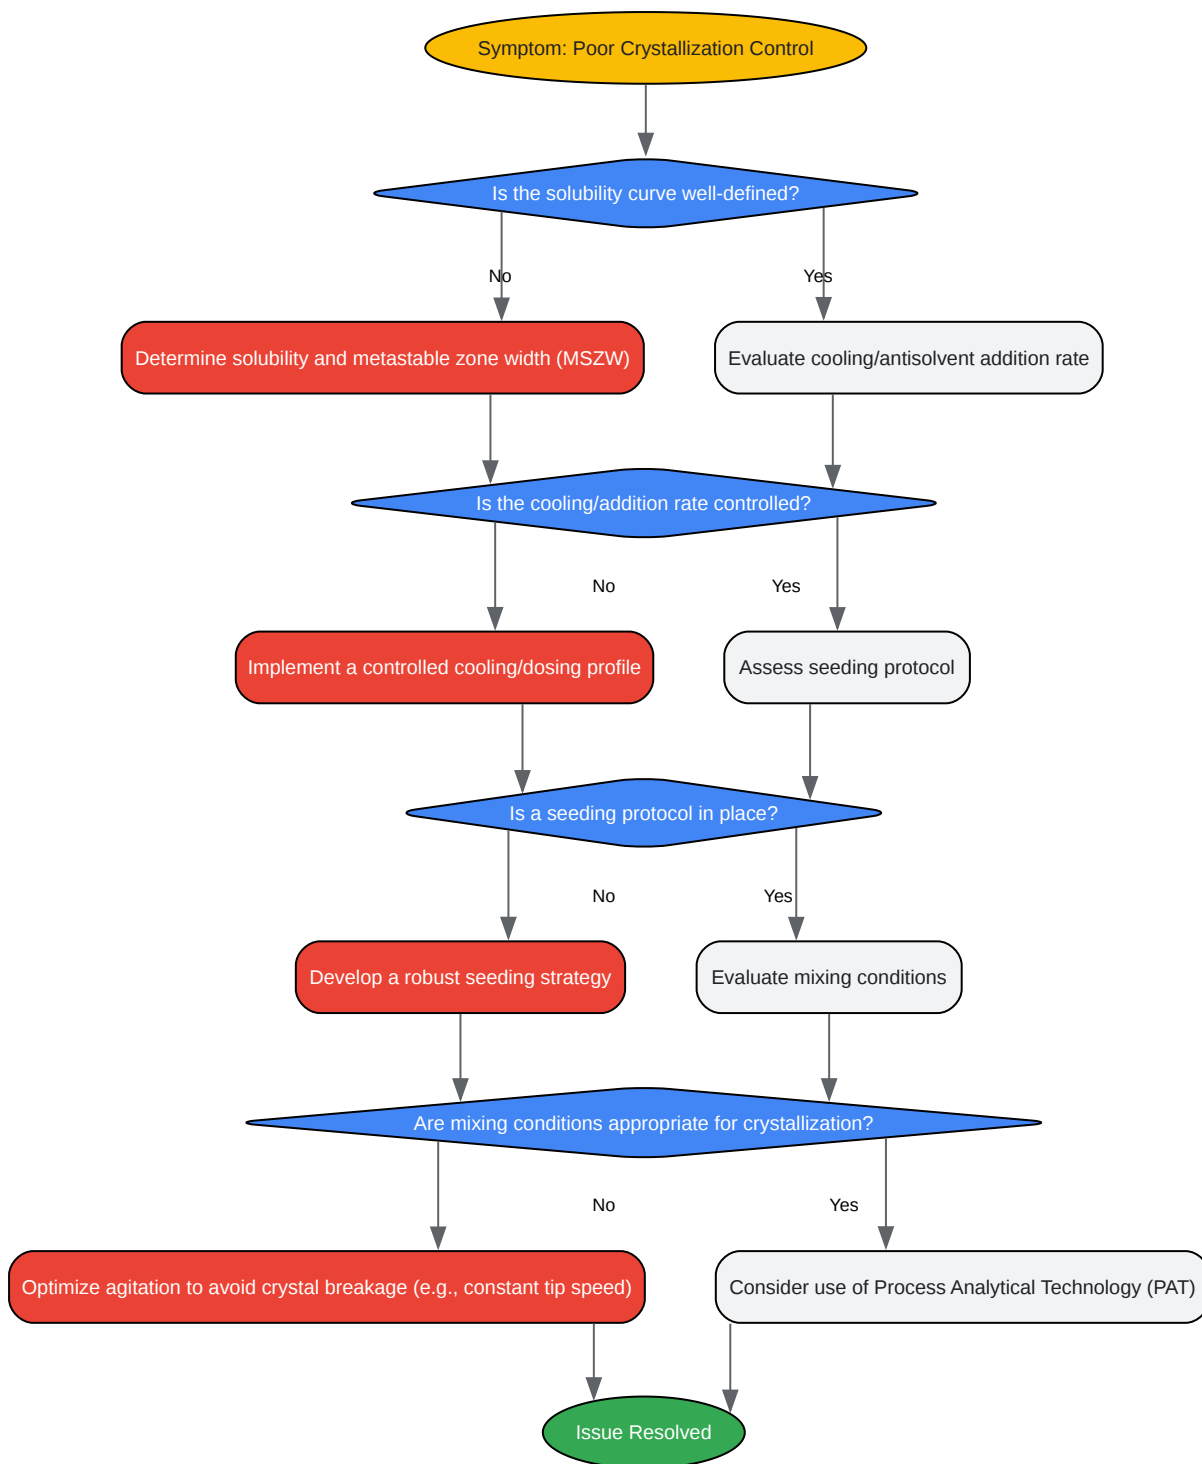 Symptom: Poor Crystallization Control
Is the solubility curve well-defined?
No
Yes
Determine solubility and metastable zone width (MSZW)
Evaluate cooling/antisolvent addition rate
Is the cooling/addition rate controlled?
No
Yes
Implement a controlled cooling/dosing profile
Assess seeding protocol
Is a seeding protocol in place?
No
Yes
Develop a robust seeding strategy
Evaluate mixing conditions
Are mixing conditions appropriate for crystallization?
No
Yes
Optimize agitation to avoid crystal breakage (e.g., constant tip speed)
Consider use of Process Analytical Technology (PAT)
Issue Resolved